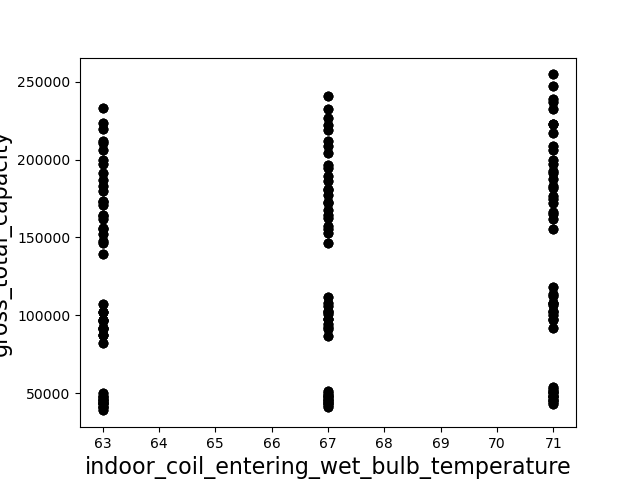 250000
200000
150000
100000
50000
gross_total_capacity
63 64 65 66 67 68 69 70 71
indoor_coil_entering_wet_bulb_temperature